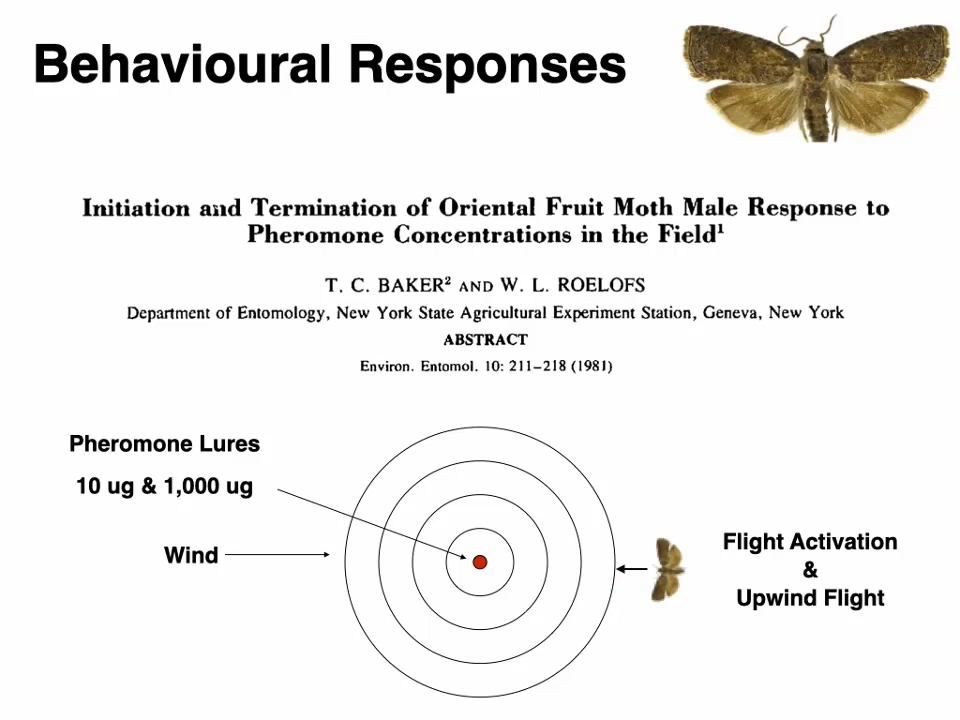 Behavioural Responses
Initiation and Termination of Oriental Fruit Moth Male Response to
Pheromone Concentrations in the Field¹
T. C. BAKER² AND W. L. ROELOFS
Department of Entomology, New York State Agricultural Experiment Station, Geneva, New York
ABSTRACT
Environ. Entomol. 10: 211–218 (1981)
Pheromone Lures
10 ug & 1,000 ug
Wind
Flight Activation
&
Upwind Flight